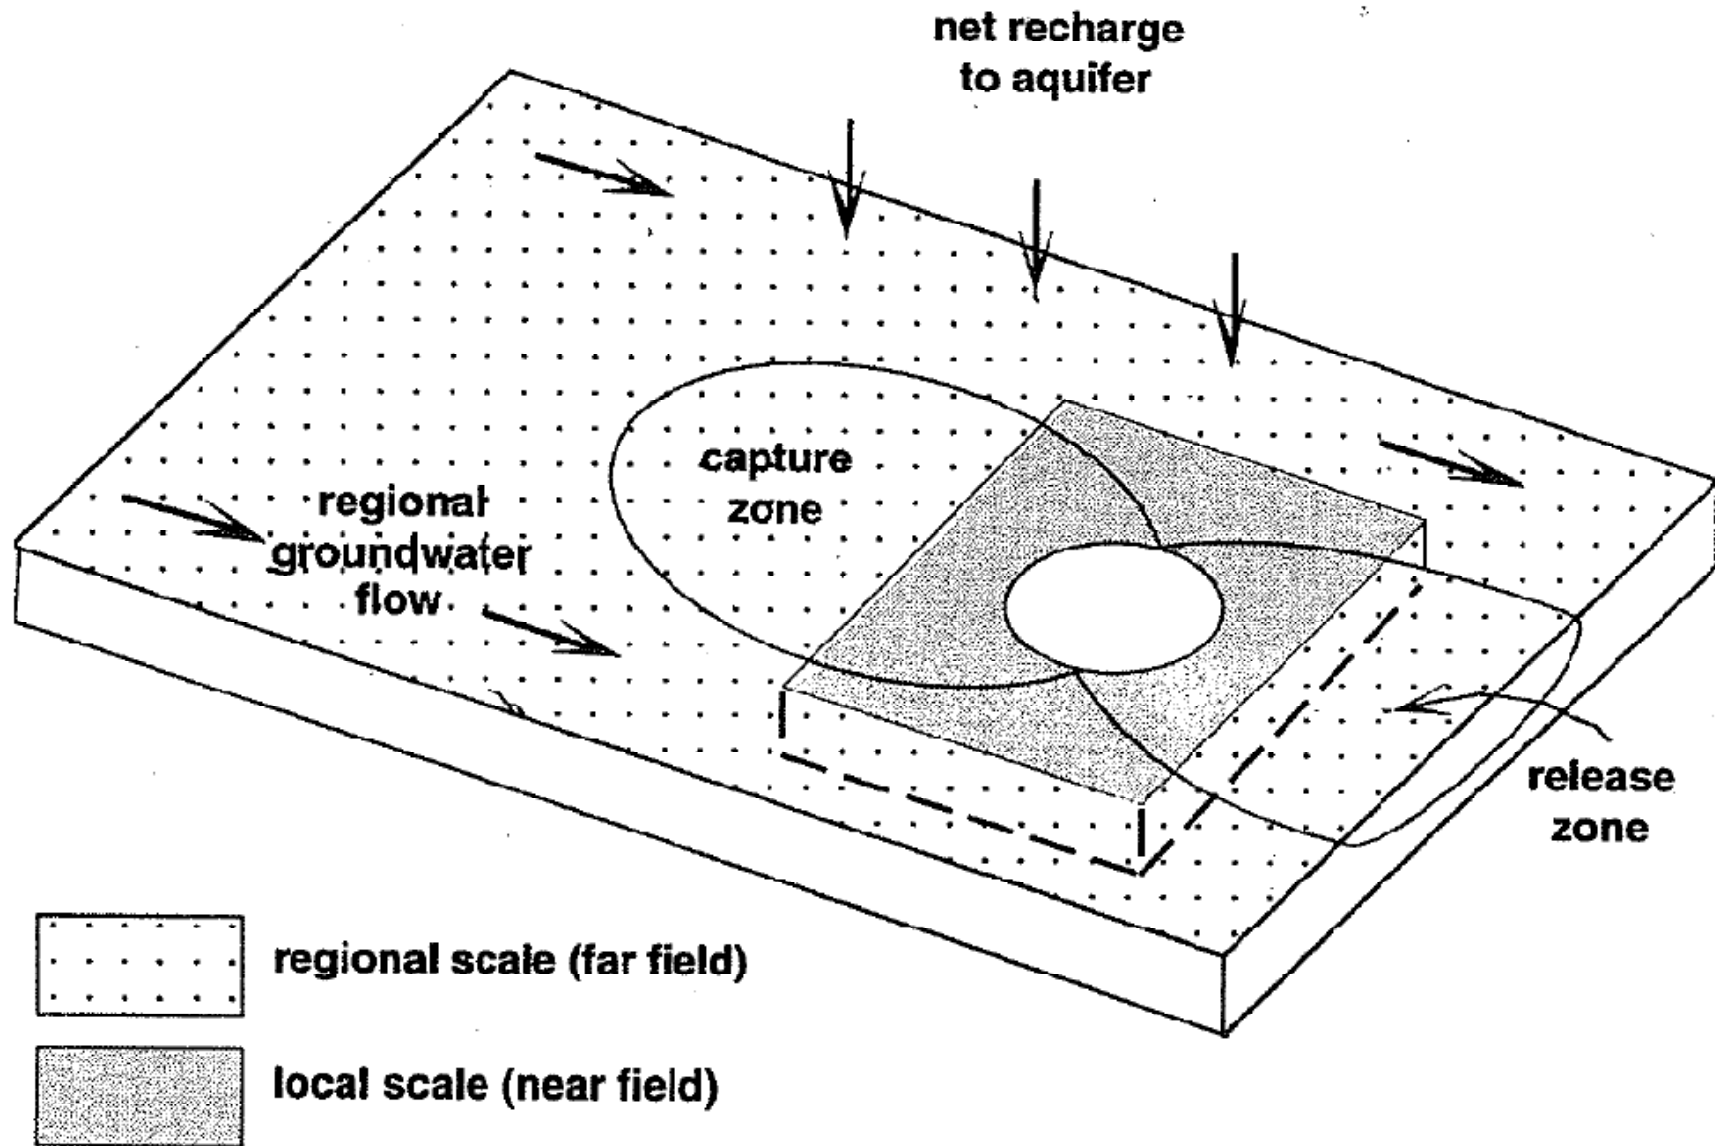 net recharge
to aquifer
capture
zone
regional
groundwater
flow
release
zone
regional scale (far field)
local scale (near field)